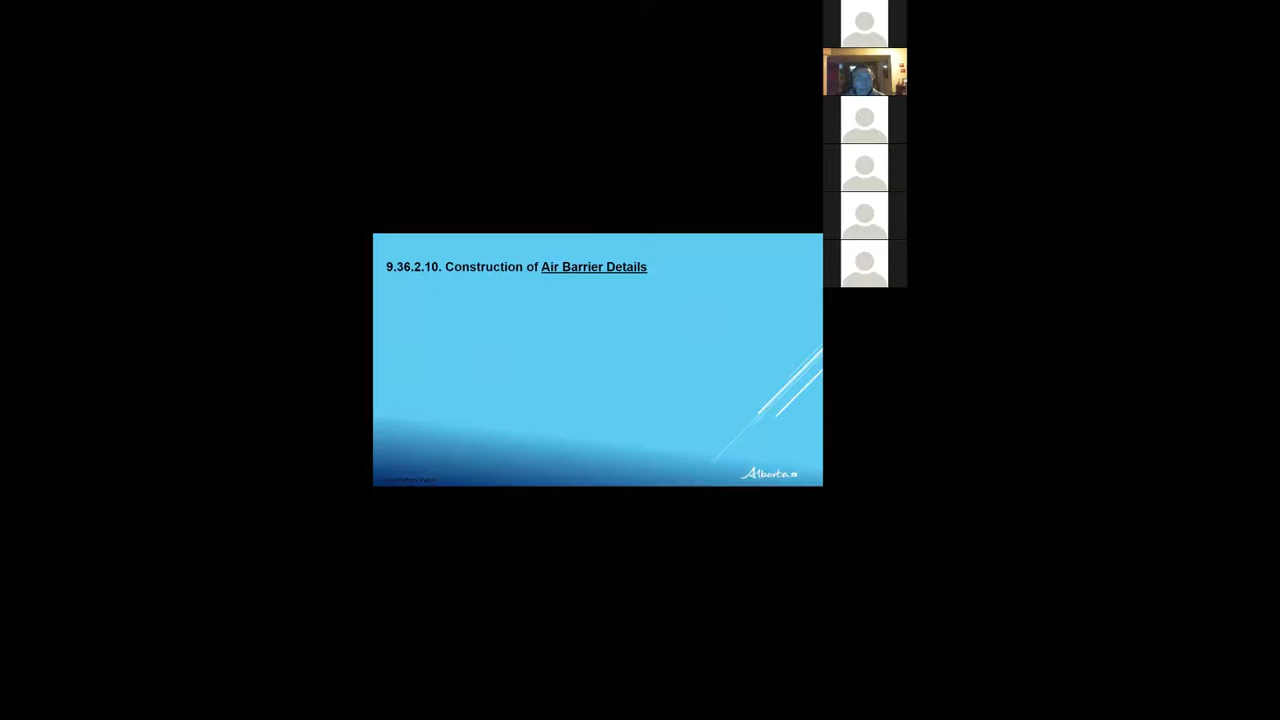 9.36.2.10. Construction of Air Barrier Details
Alberta